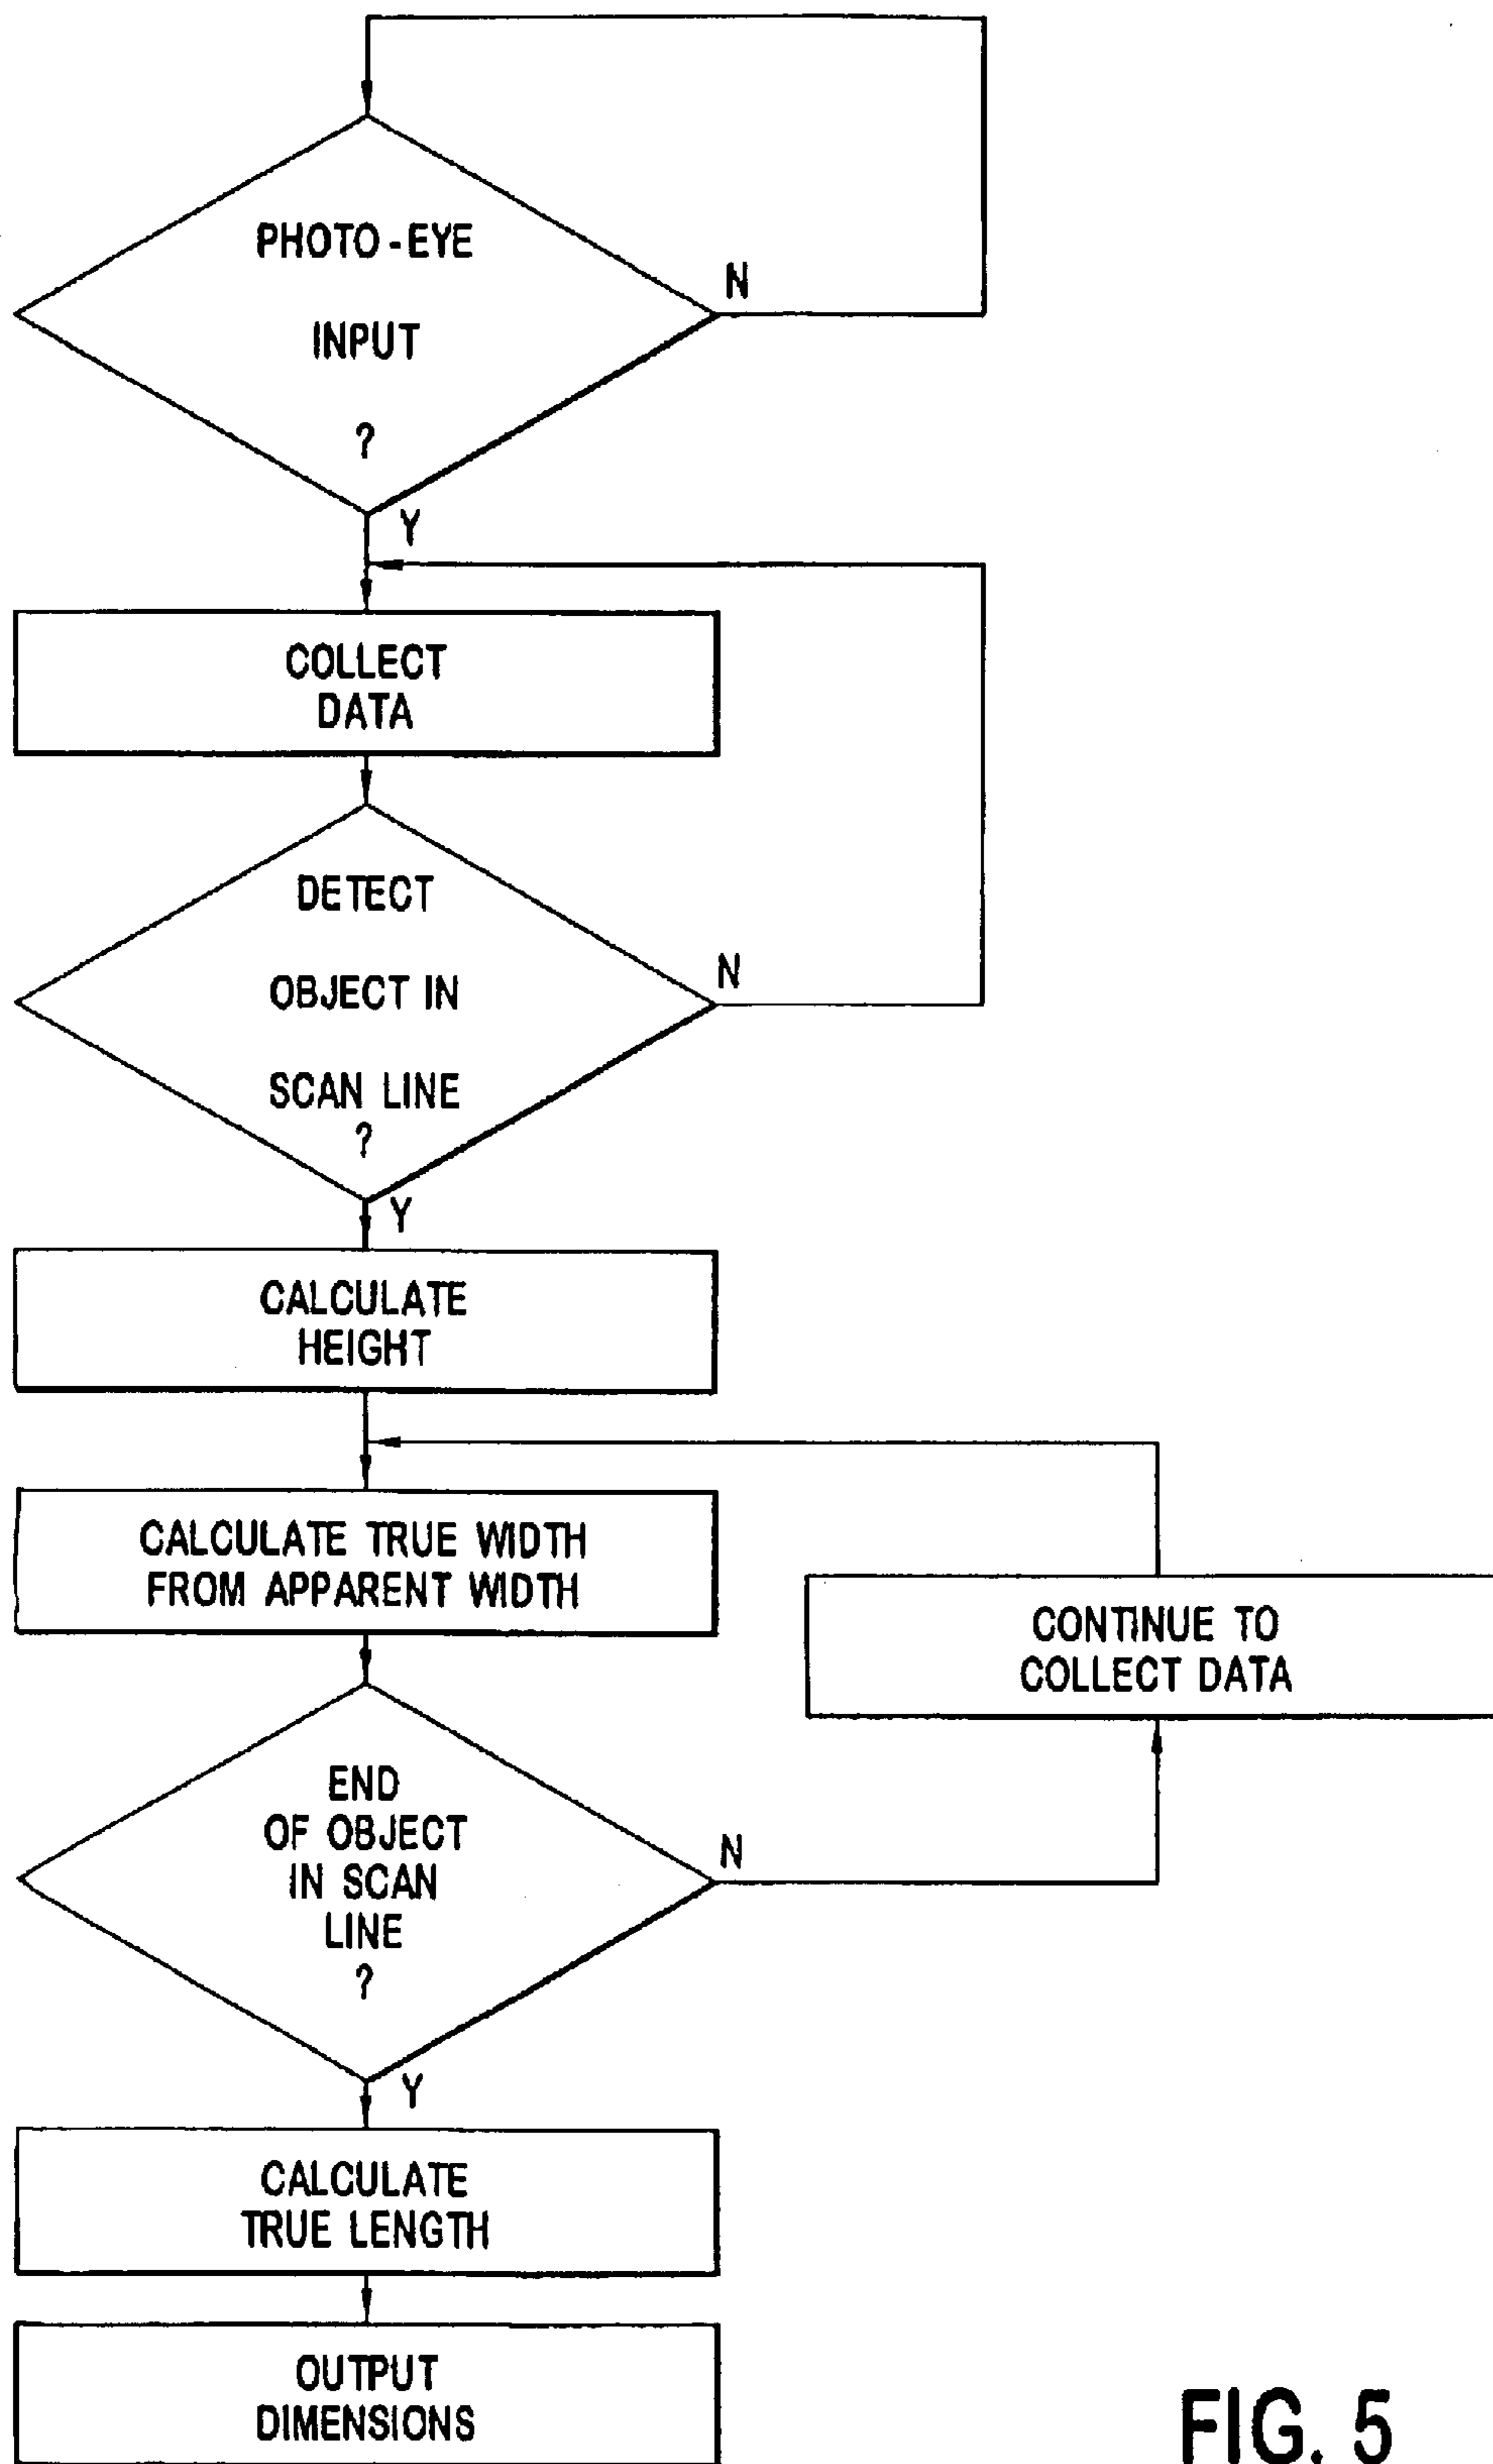 PHOTO-EYE
INPUT
?
N
Y
COLLECT
DATA
DETECT
OBJECT IN
SCAN LINE
?
N
Y
CALCULATE
HEIGHT
CALCULATE TRUE WIDTH
FROM APPARENT WIDTH
CONTINUE TO
COLLECT DATA
END
OF OBJECT
IN SCAN
LINE
?
N
Y
CALCULATE
TRUE LENGTH
OUTPUT
DIMENSIONS
FIG. 5